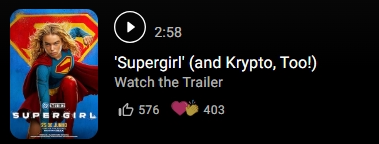 2:58
'Supergirl' (and Krypto, Too!)
Watch the Trailer
576
403
SUPERGIRL